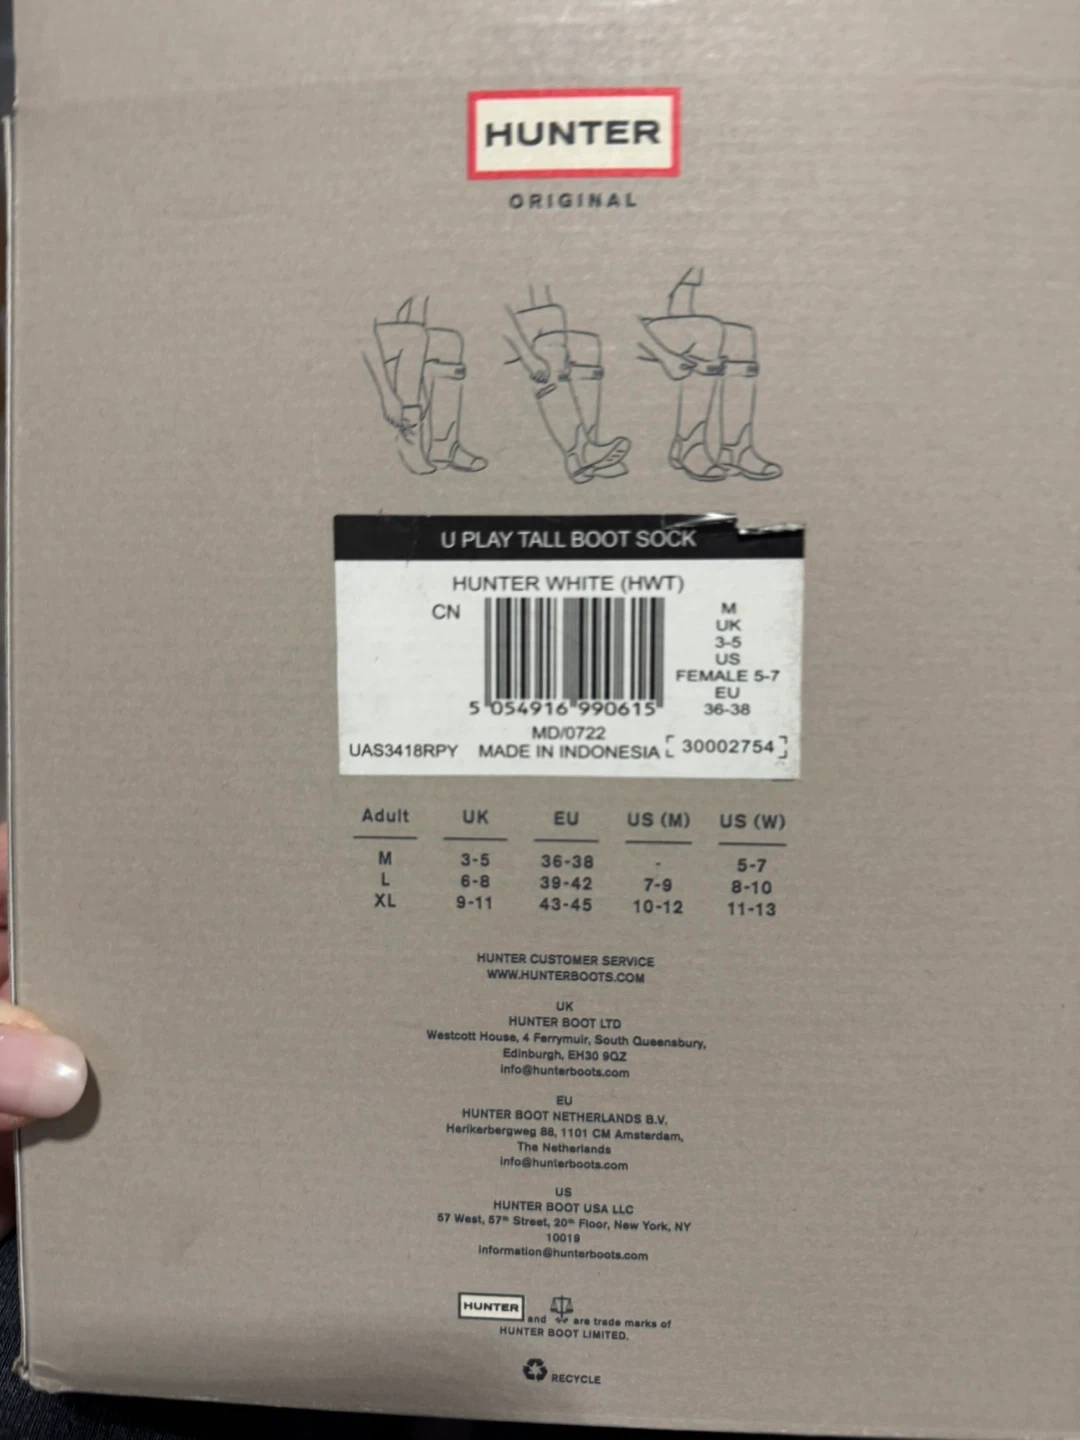 HUNTER
ORIGINAL
U PLAY TALL BOOT SOCK
HUNTER WHITE (HWT)
CN
M
UK
3-5
US
FEMALE 5-7
EU
36-38
5 054916 990615
MD/0722
UAS3418RPY MADE IN INDONESIA 30002754
Adult UK EU US (M) US (W)
M 3-5 36-38 - 5-7
L 6-8 39-42 7-9 8-10
XL 9-11 43-45 10-12 11-13
HUNTER CUSTOMER SERVICE
WWW.HUNTERBOOTS.COM
UK
HUNTER BOOT LTD
Westcott House, 4 Ferrymuir, South Queensbury,
Edinburgh, EH30 9QZ
info@hunterboots.com
EU
HUNTER BOOT NETHERLANDS B.V.
Herikerbergweg 88, 1101 CM Amsterdam,
The Netherlands
info@hunterboots.com
US
HUNTER BOOT USA LLC
57 West, 57th Street, 20th Floor, New York, NY
10019
information@hunterboots.com
HUNTER and are trade marks of
HUNTER BOOT LIMITED.
RECYCLE